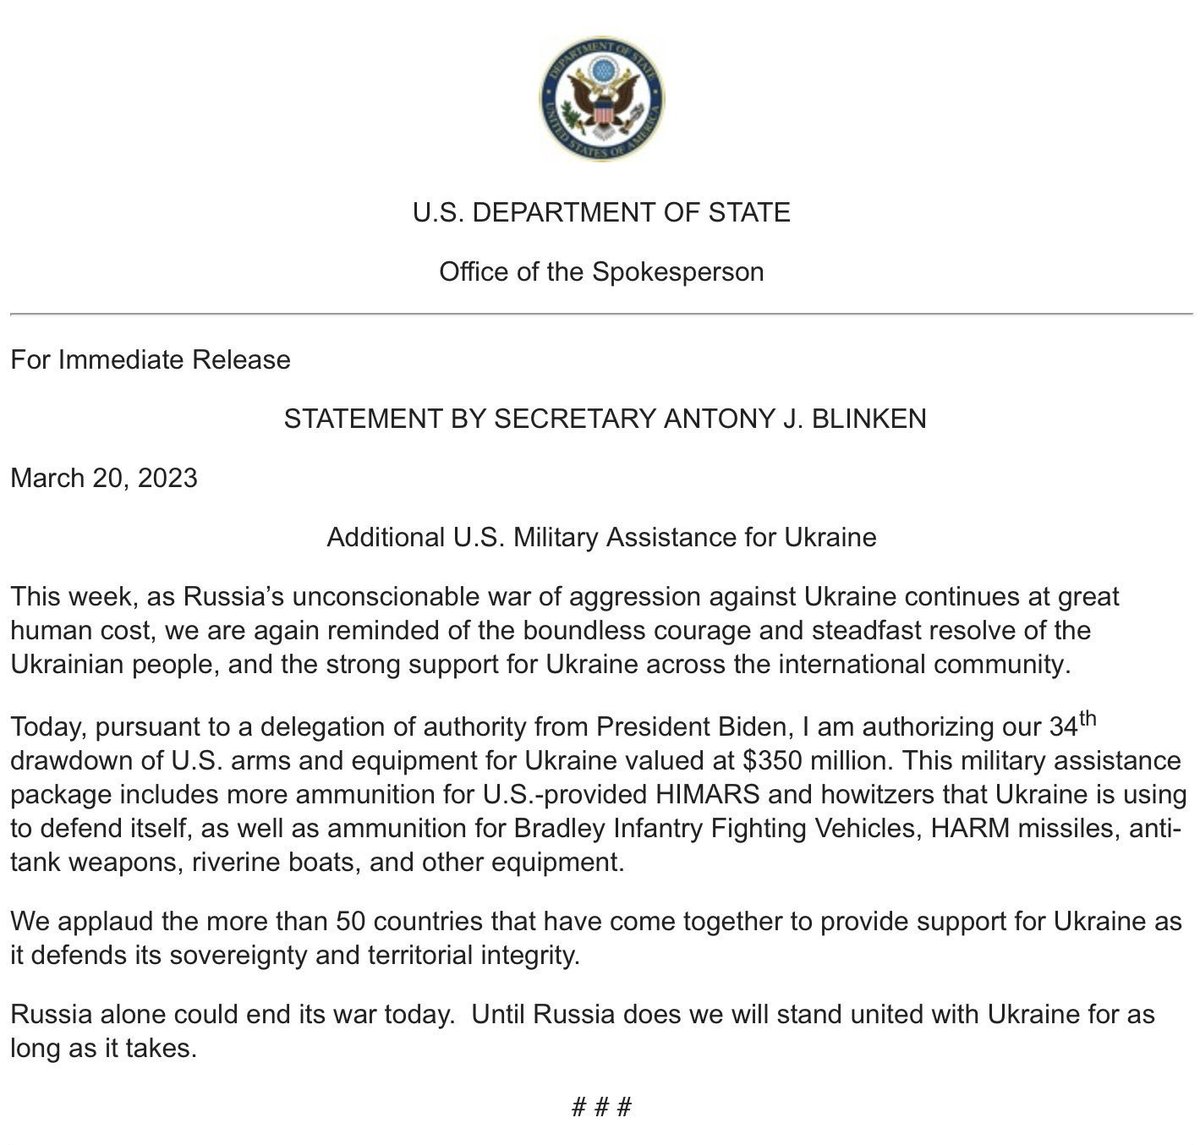 DEPARTMENT OF STATE
UNITED STATES OF AMERICA
U.S. DEPARTMENT OF STATE
Office of the Spokesperson
For Immediate Release
STATEMENT BY SECRETARY ANTONY J. BLINKEN
March 20, 2023
Additional U.S. Military Assistance for Ukraine
This week, as Russia’s unconscionable war of aggression against Ukraine continues at great
human cost, we are again reminded of the boundless courage and steadfast resolve of the
Ukrainian people, and the strong support for Ukraine across the international community.
Today, pursuant to a delegation of authority from President Biden, I am authorizing our 34th
drawdown of U.S. arms and equipment for Ukraine valued at $350 million. This military assistance
package includes more ammunition for U.S.-provided HIMARS and howitzers that Ukraine is using
to defend itself, as well as ammunition for Bradley Infantry Fighting Vehicles, HARM missiles, anti-
tank weapons, riverine boats, and other equipment.
We applaud the more than 50 countries that have come together to provide support for Ukraine as
it defends its sovereignty and territorial integrity.
Russia alone could end its war today.  Until Russia does we will stand united with Ukraine for as
long as it takes.
# # #